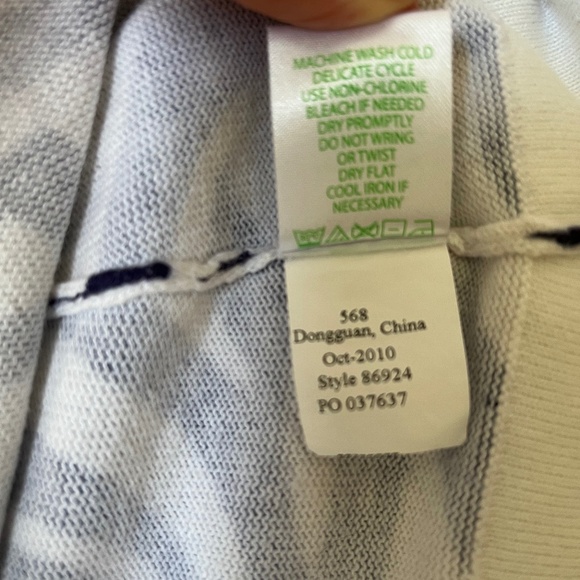 MACHINE WASH COLD
DELICATE CYCLE
USE NON-CHLORINE
BLEACH IF NEEDED
DRY PROMPTLY
DO NOT WRING
OR TWIST
DRY FLAT
COOL IRON IF
NECESSARY
568
Dongguan, China
Oct-2010
Style 86924
PO 037637